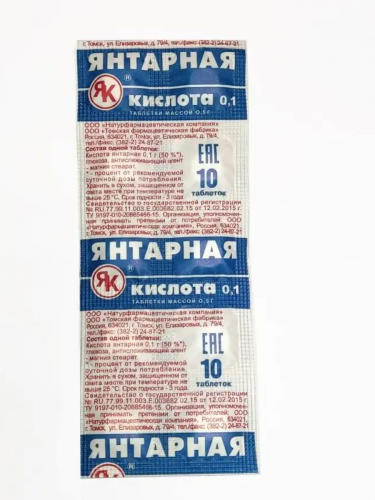 г. Томск, ул. Елизаровых, д. 79/4, тел./факс: (382-2) 24-87-21
ЯНТАРНАЯ
ЯК ®
КИСЛОТА 0,1
ТАБЛЕТКИ МАССОЙ 0,5 Г
ООО «Натурфармацевтическая компания»
ООО «Томская фармацевтическая фабрика»
Россия, 634021, г. Томск, ул. Елизаровых, д. 79/4,
тел./факс: (382-2) 24-87-21
Состав одной таблетки:
Кислота янтарная 0,1 г (50 %*),
глюкоза, антислеживающий агент
- магния стеарат.
* - процент от рекомендуемой
суточной дозы потребления.
Хранить в сухом, защищенном от
света месте при температуре не
выше 25 °С. Срок годности - 3 года
EAC
10
таблеток
Свидетельство о государственной регистрации
№ RU.77.99.11.003.Е.003682.02.15 от 12.02.2015 г.
ТУ 9197-010-20885466-15. Организация, уполномочен-
ная принимать претензии от потребителей: ООО
«Натурфармацевтическая компания», Россия, 634021,
г. Томск, ул. Елизаровых, д. 79/4, тел./факс: (382-2) 24-87-21
ЯНТАРНАЯ
ЯК ®
КИСЛОТА 0,1
ТАБЛЕТКИ МАССОЙ 0,5 Г
ООО «Натурфармацевтическая компания»
ООО «Томская фармацевтическая фабрика»
Россия, 634021, г. Томск, ул. Елизаровых, д. 79/4,
тел./факс: (382-2) 24-87-21
Состав одной таблетки:
Кислота янтарная 0,1 г (50 %*),
глюкоза, антислеживающий агент
- магния стеарат.
* - процент от рекомендуемой
суточной дозы потребления.
Хранить в сухом, защищенном от
света месте при температуре не
выше 25 °С. Срок годности - 3 года
EAC
10
таблеток
Свидетельство о государственной регистрации
№ RU.77.99.11.003.Е.003682.02.15 от 12.02.2015 г.
ТУ 9197-010-20885466-15. Организация, уполномочен-
ная принимать претензии от потребителей: ООО
«Натурфармацевтическая компания», Россия, 634021,
г. Томск, ул. Елизаровых, д. 79/4, тел./факс: (382-2) 24-87-21
ЯНТАРНАЯ
®